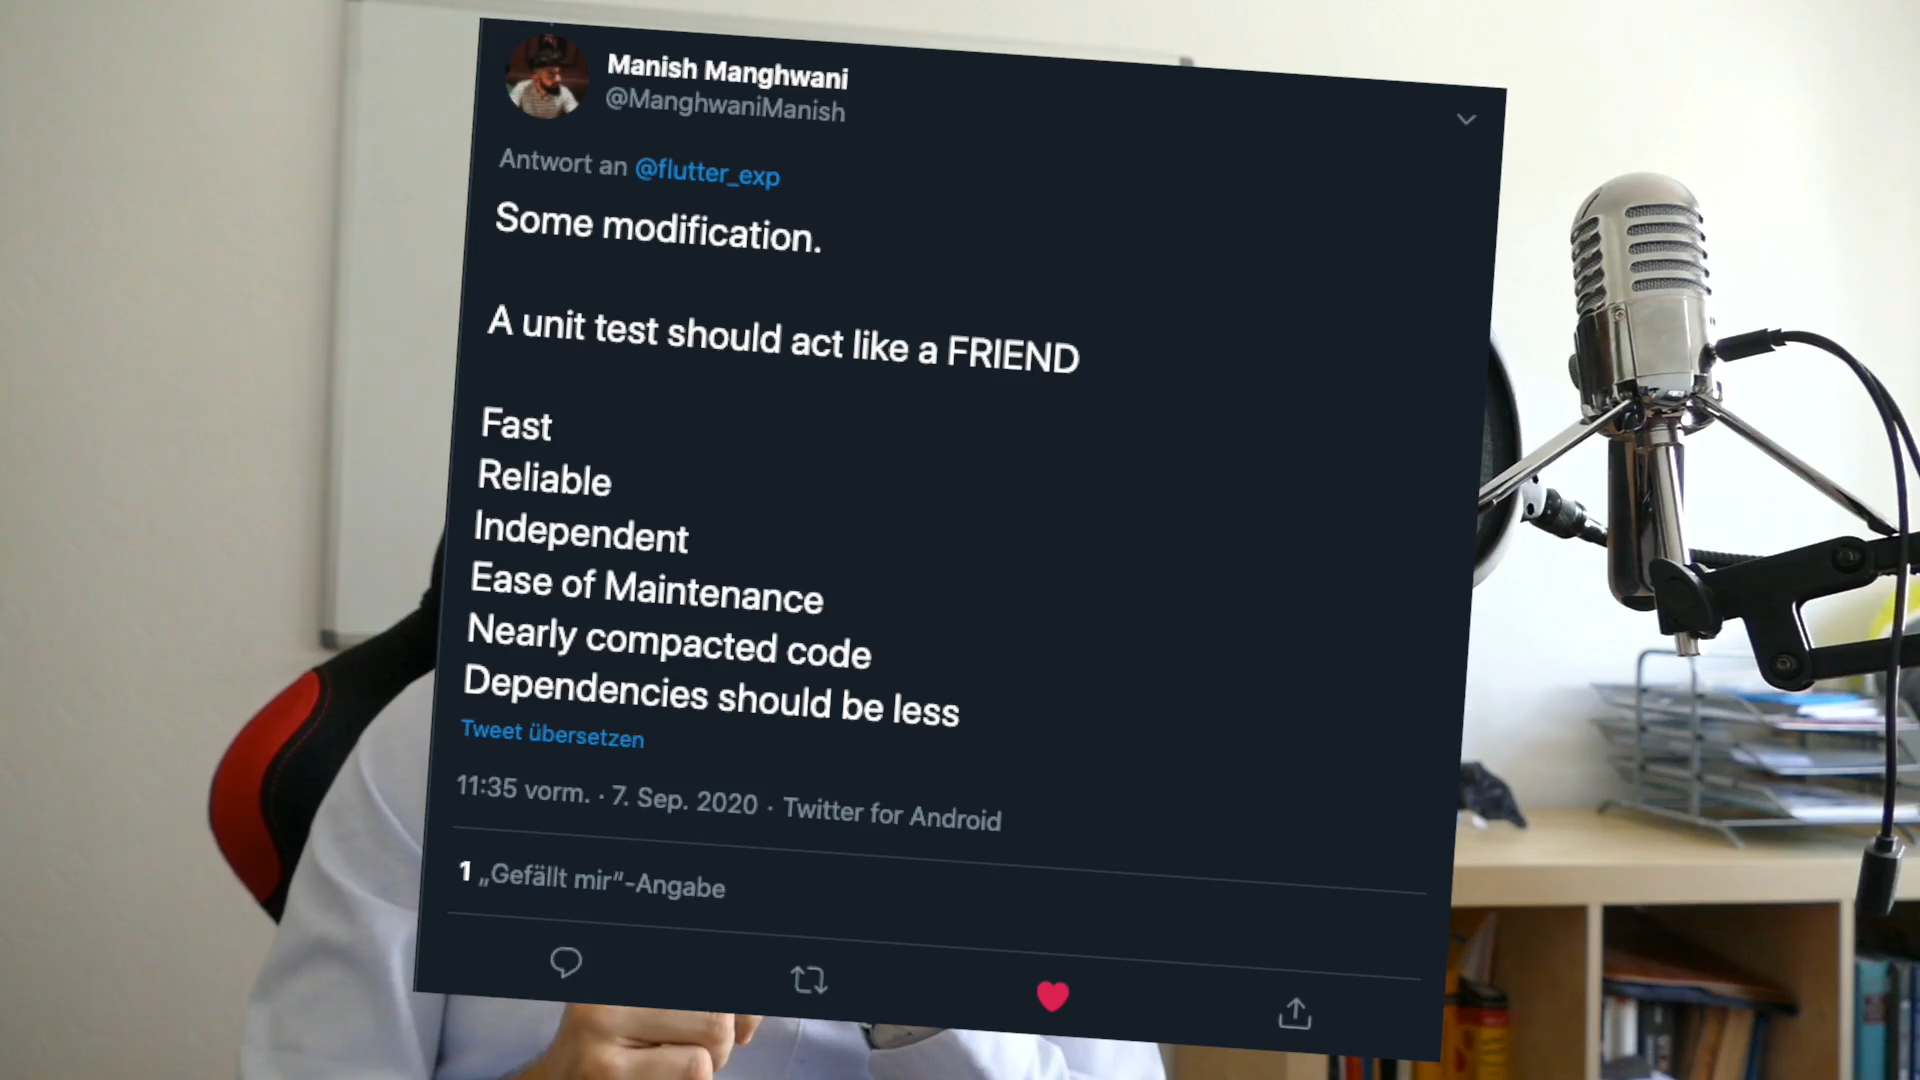 Manish Manghwani
@ManghwaniManish
Antwort an @flutter_exp
Some modification.
A unit test should act like a FRIEND
Fast
Reliable
Independent
Ease of Maintenance
Nearly compacted code
Dependencies should be less
Tweet übersetzen
11:35 vorm. · 7. Sep. 2020 · Twitter for Android
1 „Gefällt mir“-Angabe